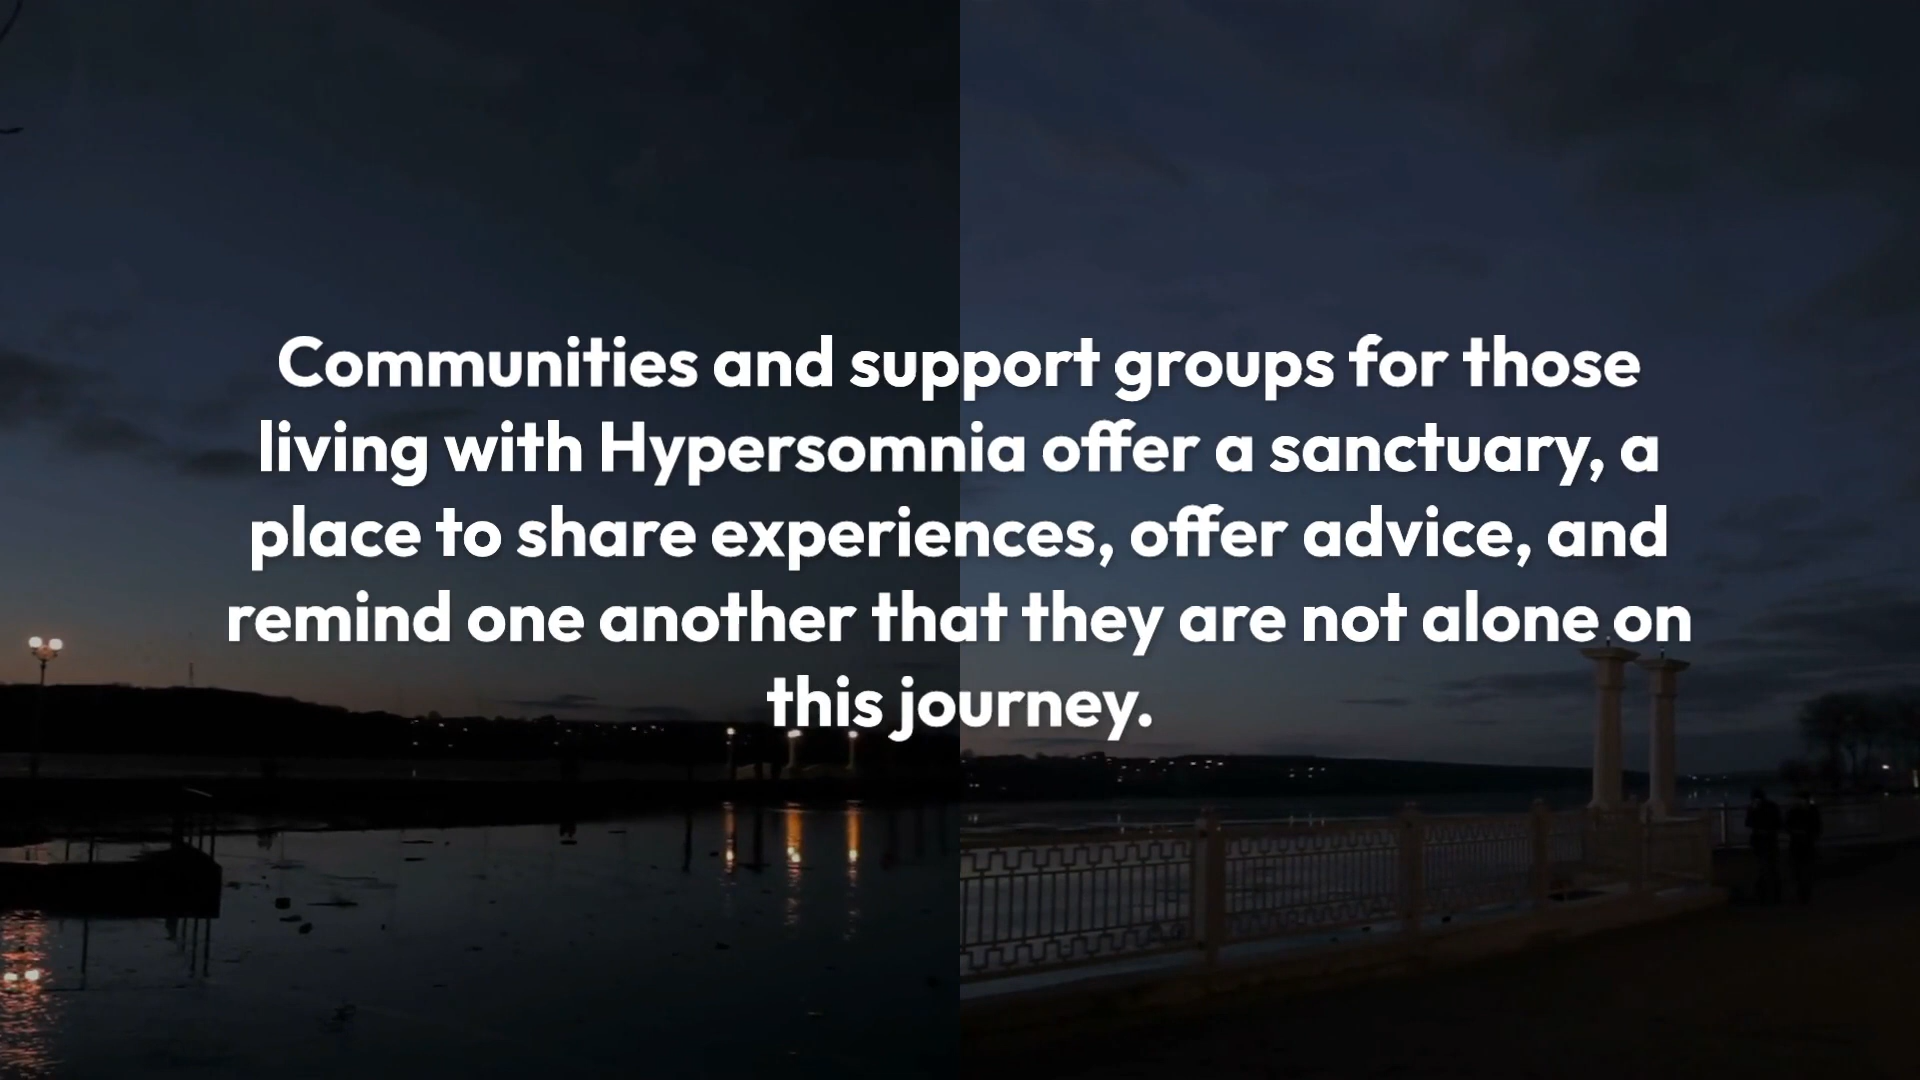 Communities and support groups for those
living with Hypersomnia offer a sanctuary, a
place to share experiences, offer advice, and
remind one another that they are not alone on
this journey.